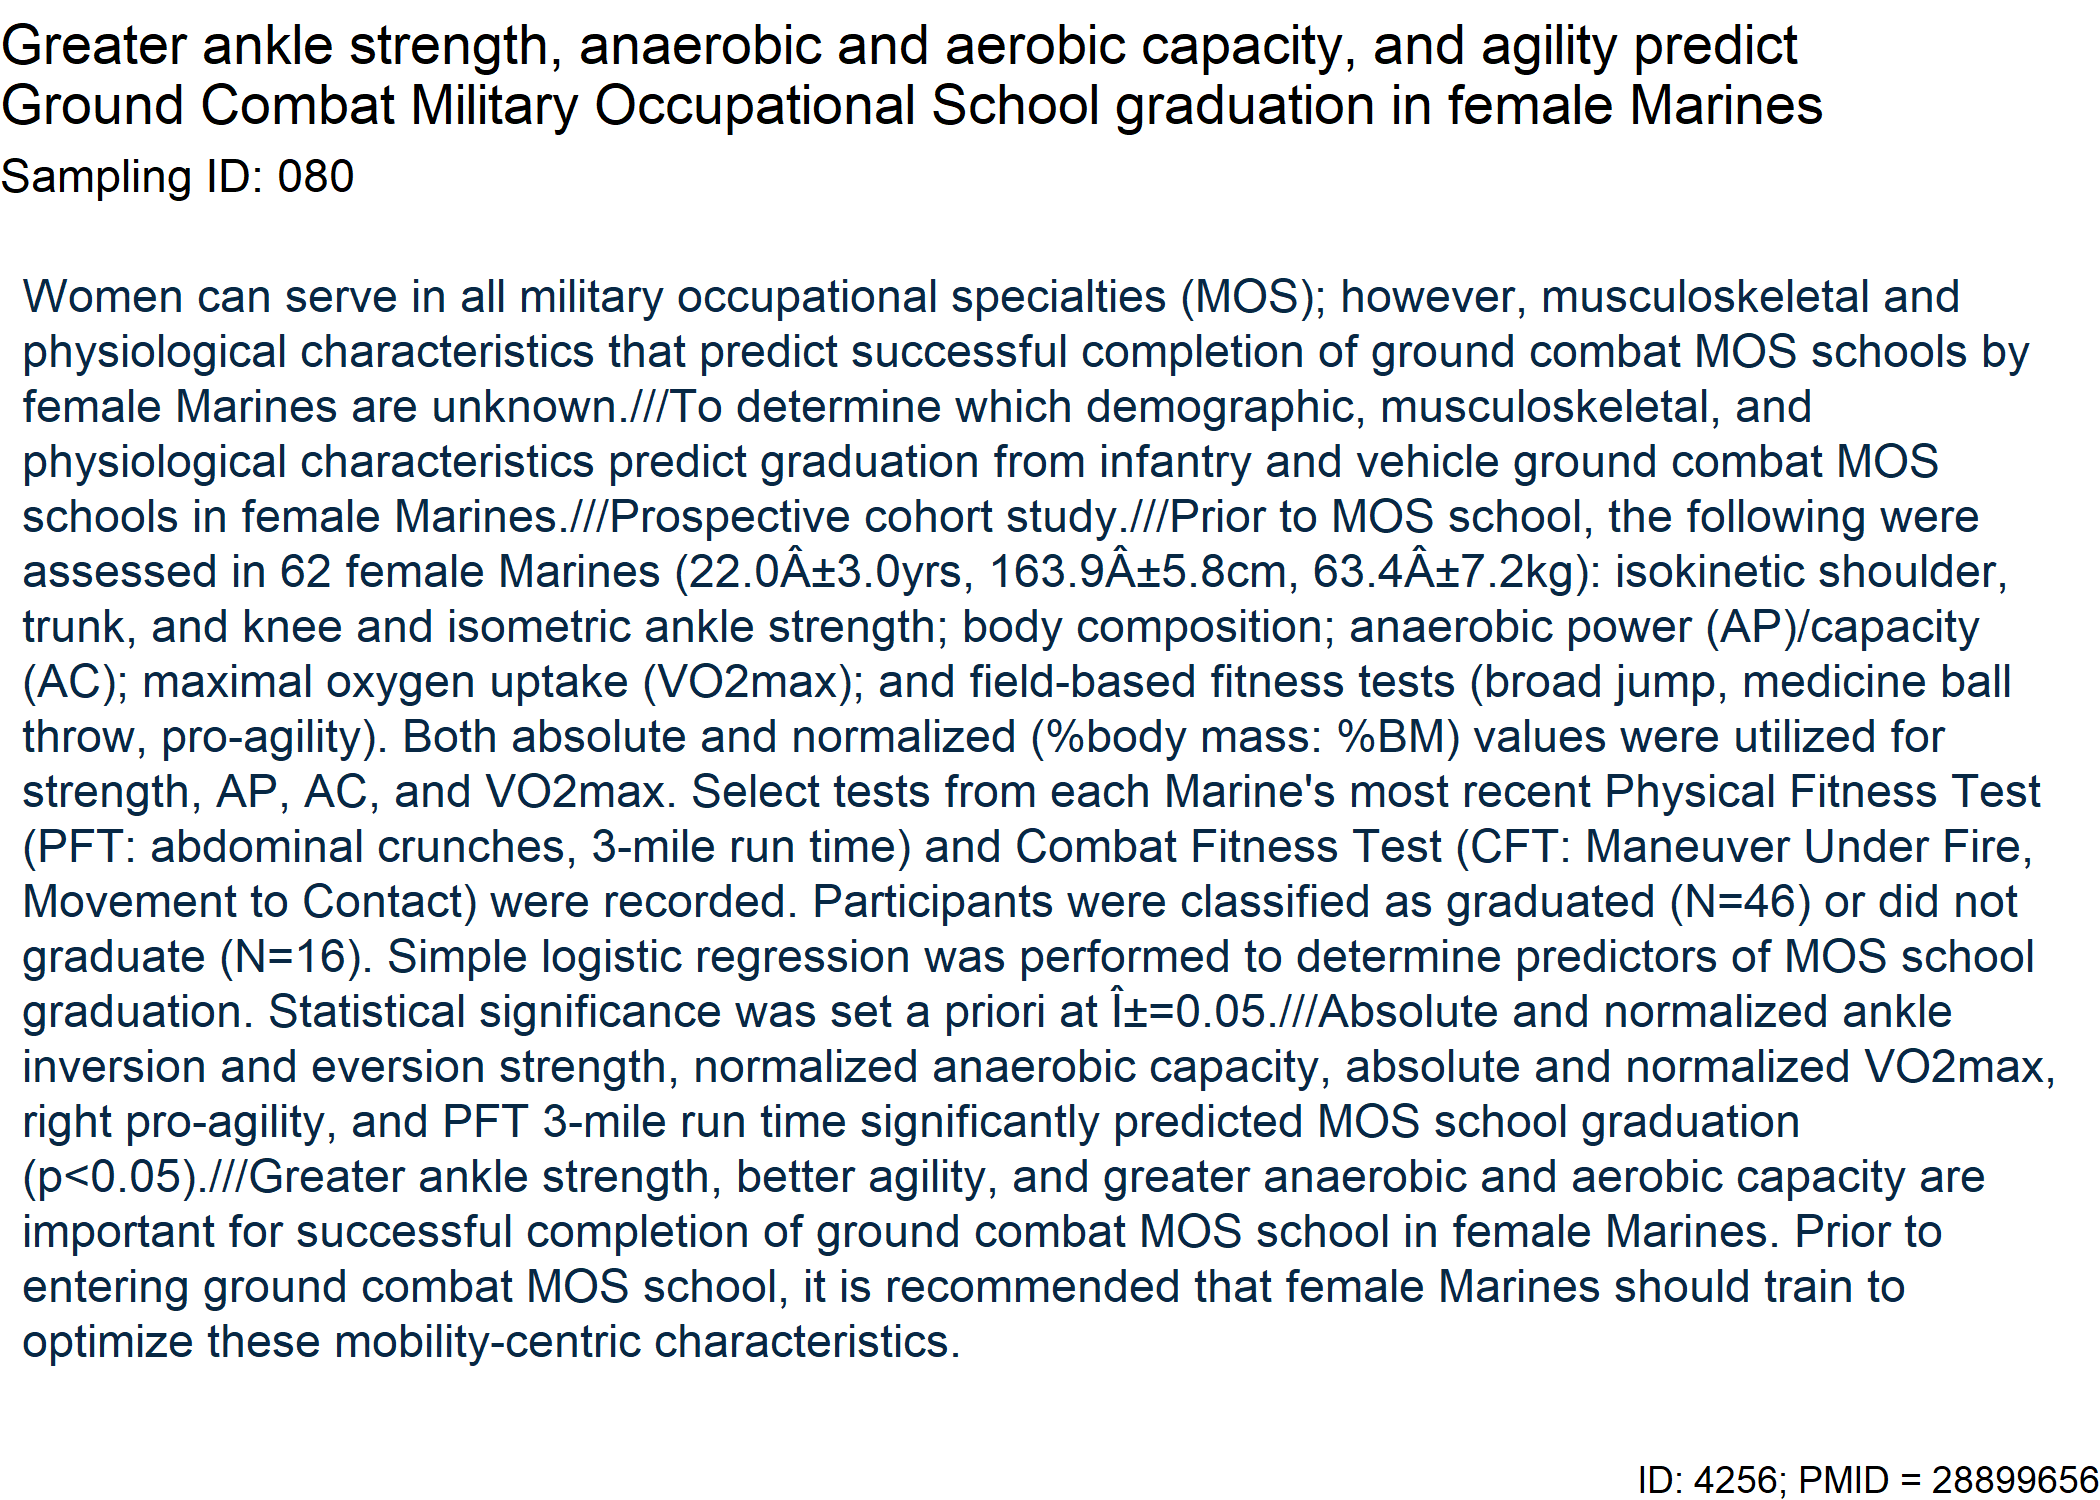 Greater ankle strength, anaerobic and aerobic capacity, and agility predict
Ground Combat Military Occupational School graduation in female Marines
Sampling ID: 080
Women can serve in all military occupational specialties (MOS); however, musculoskeletal and
physiological characteristics that predict successful completion of ground combat MOS schools by
female Marines are unknown.///To determine which demographic, musculoskeletal, and
physiological characteristics predict graduation from infantry and vehicle ground combat MOS
schools in female Marines.///Prospective cohort study.///Prior to MOS school, the following were
assessed in 62 female Marines (22.0Â±3.0yrs, 163.9Â±5.8cm, 63.4Â±7.2kg): isokinetic shoulder,
trunk, and knee and isometric ankle strength; body composition; anaerobic power (AP)/capacity
(AC); maximal oxygen uptake (VO2max); and field-based fitness tests (broad jump, medicine ball
throw, pro-agility). Both absolute and normalized (%body mass: %BM) values were utilized for
strength, AP, AC, and VO2max. Select tests from each Marine's most recent Physical Fitness Test
(PFT: abdominal crunches, 3-mile run time) and Combat Fitness Test (CFT: Maneuver Under Fire,
Movement to Contact) were recorded. Participants were classified as graduated (N=46) or did not
graduate (N=16). Simple logistic regression was performed to determine predictors of MOS school
graduation. Statistical significance was set a priori at Î±=0.05.///Absolute and normalized ankle
inversion and eversion strength, normalized anaerobic capacity, absolute and normalized VO2max,
right pro-agility, and PFT 3-mile run time significantly predicted MOS school graduation
(p<0.05).///Greater ankle strength, better agility, and greater anaerobic and aerobic capacity are
important for successful completion of ground combat MOS school in female Marines. Prior to
entering ground combat MOS school, it is recommended that female Marines should train to
optimize these mobility-centric characteristics.
ID: 4256; PMID = 28899656